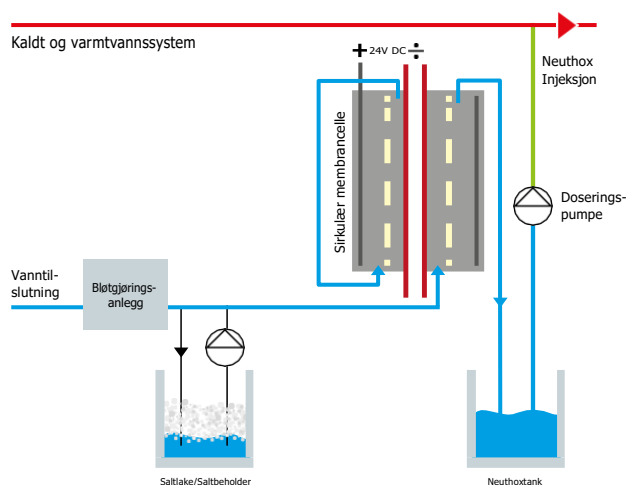 Kaldt og varmtvannssystem
+ 24V DC ÷
Neuthox
Injeksjon
Sirkulær membrancelle
Doserings-
pumpe
Vanntil-
slutning
Bløtgjørings-
anlegg
Saltlake/Saltbeholder
Neuthoxtank